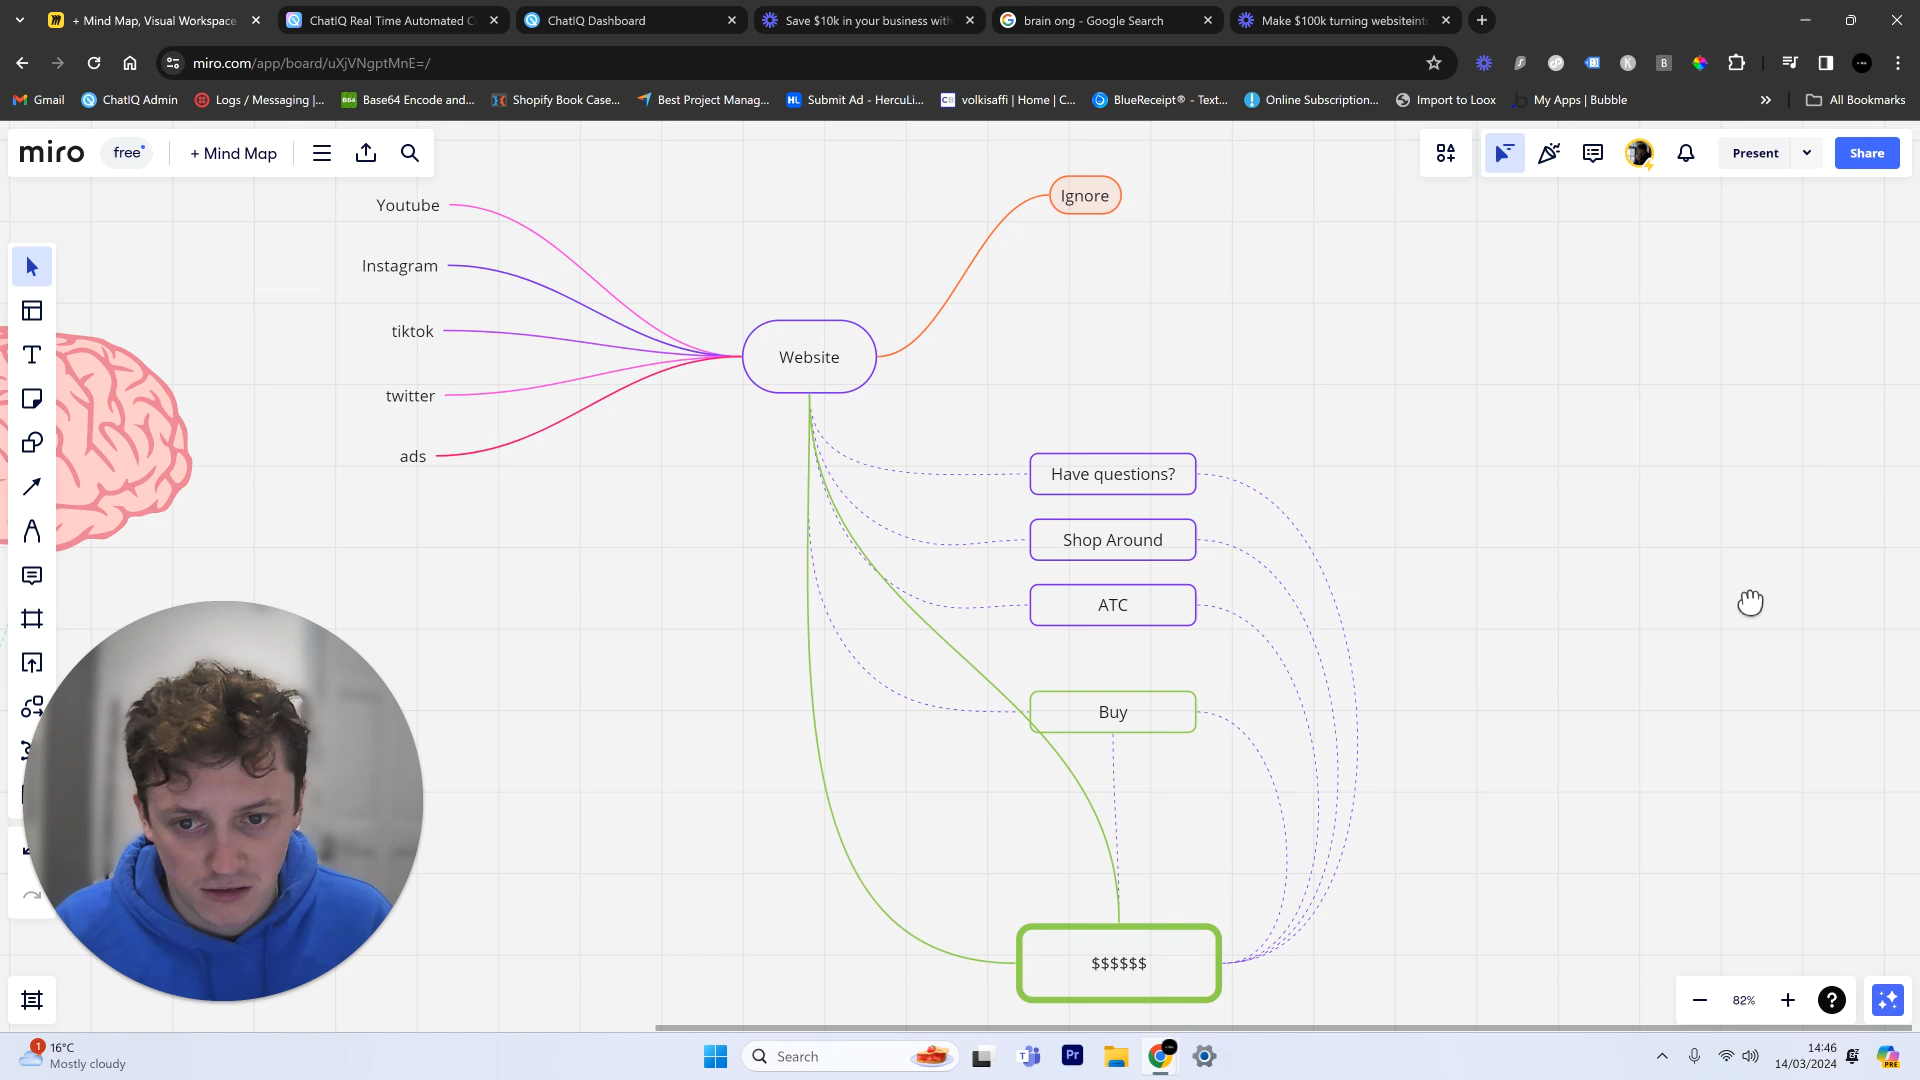 + Mind Map, Visual Workspace
ChatIQ Real Time Automated C
ChatIQ Dashboard
Save $10k in your business with
brain ong - Google Search
Make $100k turning websiteinto
miro.com/app/board/uXjVNgptMnE=/
Gmail
ChatIQ Admin
Logs / Messaging |...
Base64 Encode and...
Shopify Book Case...
Best Project Manag...
Submit Ad - HercuLi...
volkisaffi | Home | C...
BlueReceipt® - Text...
Online Subscription...
Import to Loox
My Apps | Bubble
All Bookmarks
miro
free
+ Mind Map
Present
Share
Youtube
Instagram
tiktok
twitter
ads
Website
Ignore
Have questions?
Shop Around
ATC
Buy
$$$$$$
82%
1
16°C
Mostly cloudy
Search
Pr
14:46
14/03/2024
PRE